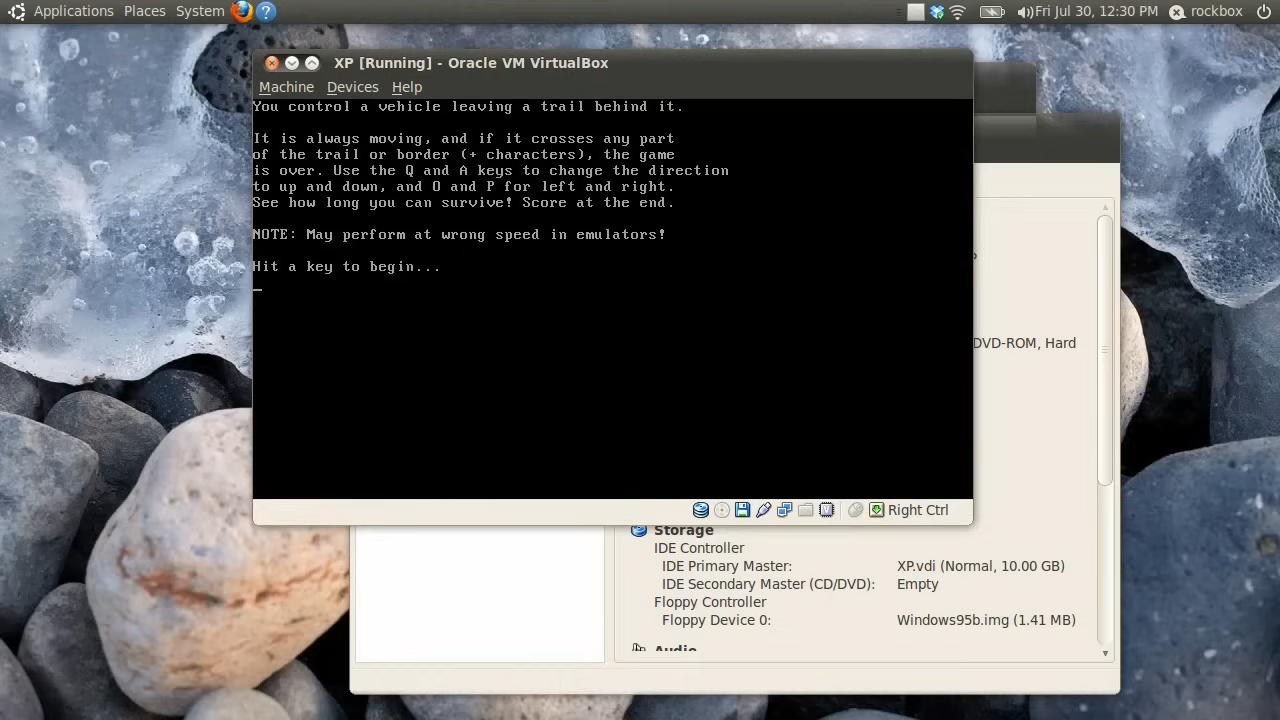 Applications Places System ? Fri Jul 30, 12:30 PM rockbox
XP [Running] - Oracle VM VirtualBox
Machine Devices Help
You control a vehicle leaving a trail behind it.
It is always moving, and if it crosses any part
of the trail or border (+ characters), the game
is over. Use the Q and A keys to change the direction
to up and down, and O and P for left and right.
See how long you can survive! Score at the end.
NOTE: May perform at wrong speed in emulators!
Hit a key to begin...
_
DVD-ROM, Hard
Right Ctrl
Storage
IDE Controller
IDE Primary Master: XP.vdi (Normal, 10.00 GB)
IDE Secondary Master (CD/DVD): Empty
Floppy Controller
Floppy Device 0: Windows95b.img (1.41 MB)
Audio